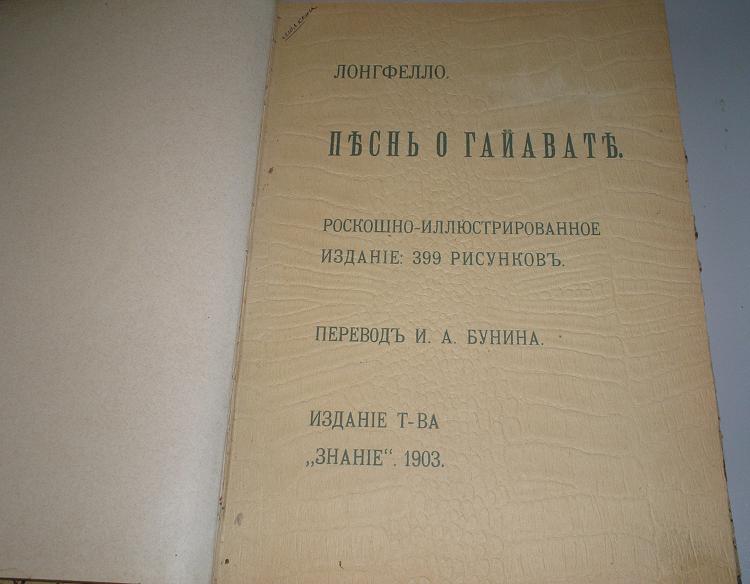 ЛОНГФЕЛЛО.
ПѢСНЬ О ГАЙАВАТѢ.
РОСКОШНО-ИЛЛЮСТРИРОВАННОЕ
ИЗДАНІЕ: 399 РИСУНКОВЪ.
ПЕРЕВОДЪ И. А. БУНИНА.
ИЗДАНІЕ Т-ВА
„ЗНАНІЕ“. 1903.